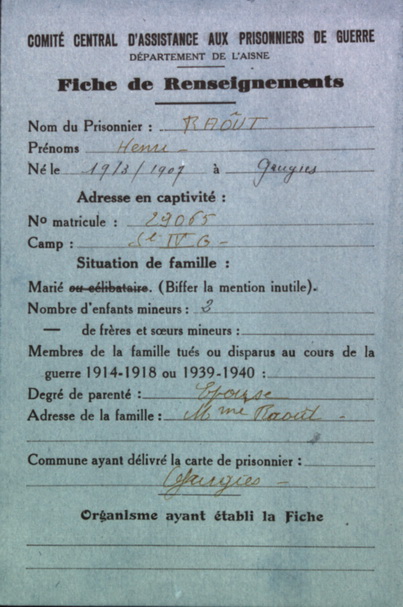 COMITÉ CENTRAL D'ASSISTANCE AUX PRISONNIERS DE GUERRE
DÉPARTEMENT DE L'AISNE
Fiche de Renseignements
Nom du Prisonnier : RAOÛT
Prénoms Henri -
Né le 19/3/1907 à
Adresse en captivité :
Nº matricule : 29065
Camp : St IV G -
Situation de famille :
Marié ou célibataire. (Biffer la mention inutile).
Nombre d'enfants mineurs : 2
— de frères et sœurs mineurs :
Membres de la famille tués ou disparus au cours de la
guerre 1914-1918 ou 1939-1940 :
Degré de parenté : Epouse
Adresse de la famille : Mme Raoût -
Commune ayant délivré la carte de prisonnier :
Organisme ayant établi la Fiche